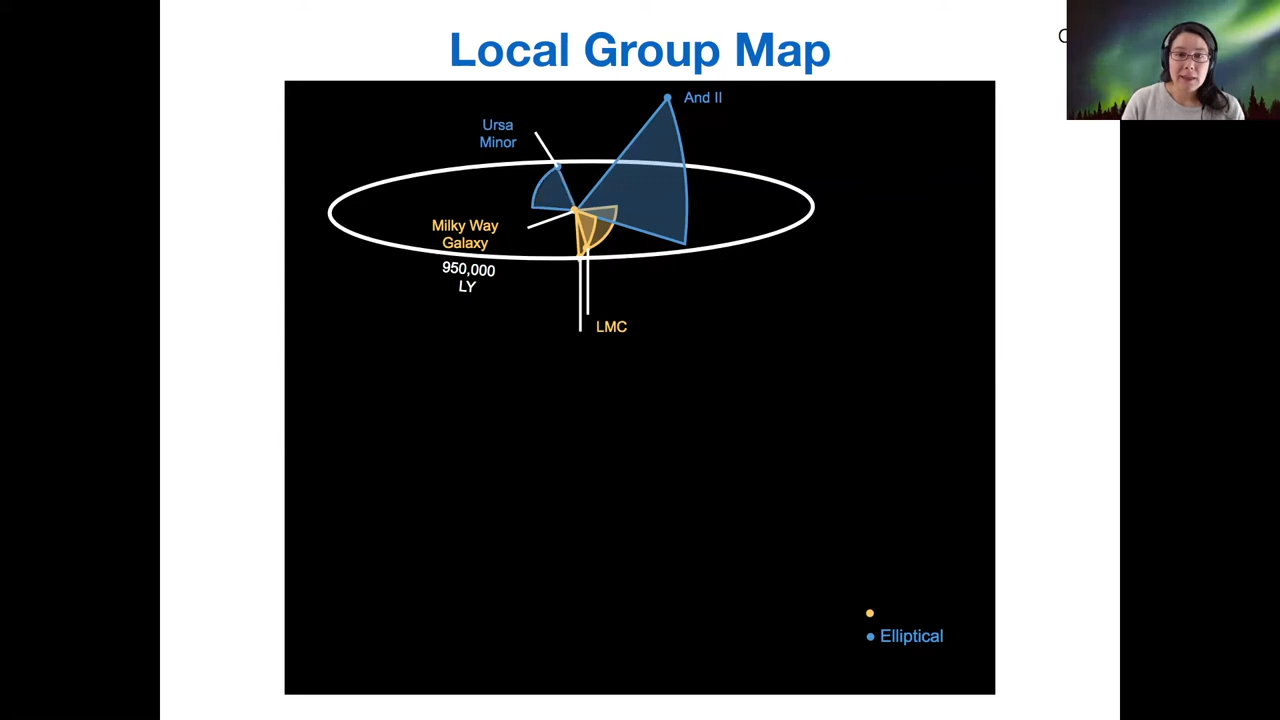 Local Group Map
And II
Ursa
Minor
Milky Way
Galaxy
950,000
LY
LMC
Elliptical